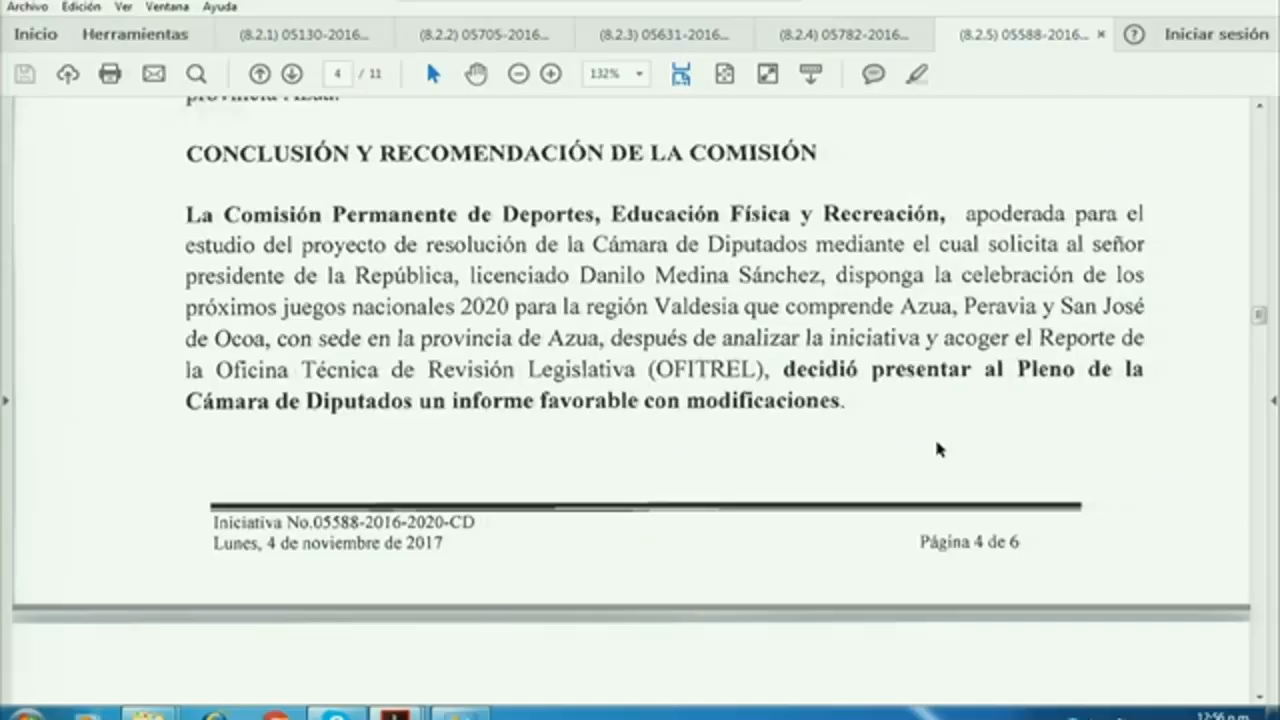 Archivo Edición Ver Ventana Ayuda
Inicio Herramientas (8.2.1) 05130-2016... (8.2.2) 05705-2016... (8.2.3) 05631-2016... (8.2.4) 05782-2016... (8.2.5) 05588-2016... × ? Iniciar sesión
4 / 11 132%
CONCLUSIÓN Y RECOMENDACIÓN DE LA COMISIÓN
La Comisión Permanente de Deportes, Educación Física y Recreación, apoderada para el
estudio del proyecto de resolución de la Cámara de Diputados mediante el cual solicita al señor
presidente de la República, licenciado Danilo Medina Sánchez, disponga la celebración de los
próximos juegos nacionales 2020 para la región Valdesia que comprende Azua, Peravia y San José
de Ocoa, con sede en la provincia de Azua, después de analizar la iniciativa y acoger el Reporte de
la Oficina Técnica de Revisión Legislativa (OFITREL), decidió presentar al Pleno de la
Cámara de Diputados un informe favorable con modificaciones.
Iniciativa No.05588-2016-2020-CD
Lunes, 4 de noviembre de 2017
Página 4 de 6